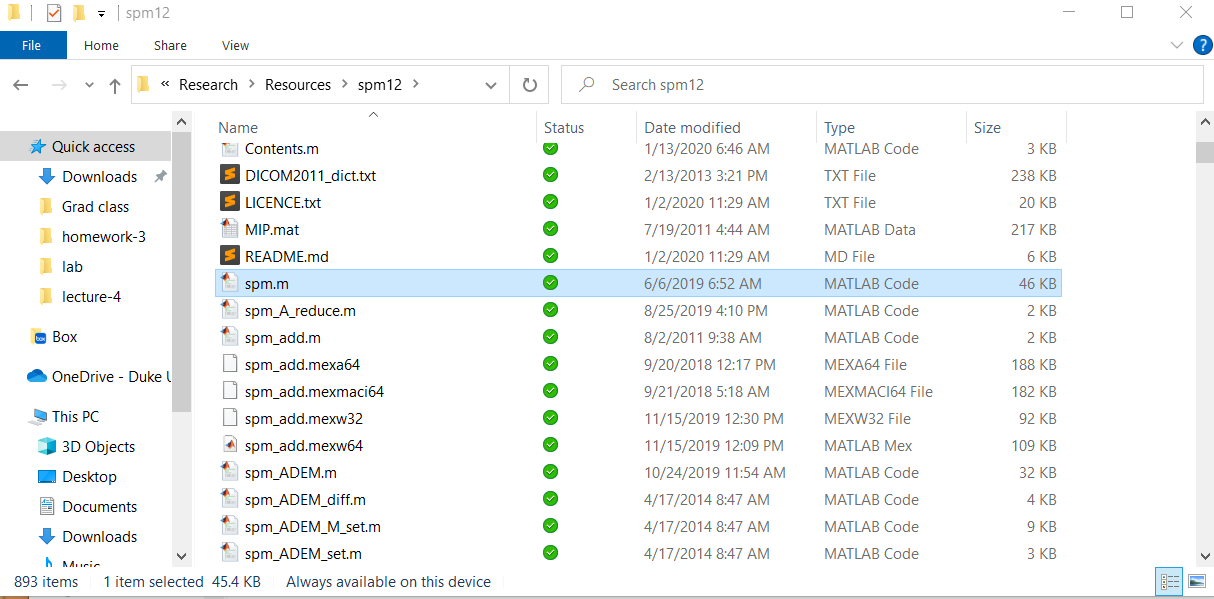 spm12
File Home Share View
« Research > Resources > spm12 > Search spm12
Name Status Date modified Type Size
Quick access
Downloads
Grad class
homework-3
lab
lecture-4
Box
OneDrive - Duke U
This PC
3D Objects
Desktop
Documents
Downloads
Music
Contents.m 1/13/2020 6:46 AM MATLAB Code 3 KB
DICOM2011_dict.txt 2/13/2013 3:21 PM TXT File 238 KB
LICENCE.txt 1/2/2020 11:29 AM TXT File 20 KB
MIP.mat 7/19/2011 4:44 AM MATLAB Data 217 KB
README.md 1/2/2020 11:29 AM MD File 6 KB
spm.m 6/6/2019 6:52 AM MATLAB Code 46 KB
spm_A_reduce.m 8/25/2019 4:10 PM MATLAB Code 2 KB
spm_add.m 8/2/2011 9:38 AM MATLAB Code 2 KB
spm_add.mexa64 9/20/2018 12:17 PM MEXA64 File 188 KB
spm_add.mexmaci64 9/21/2018 5:18 AM MEXMACI64 File 182 KB
spm_add.mexw32 11/15/2019 12:30 PM MEXW32 File 92 KB
spm_add.mexw64 11/15/2019 12:09 PM MATLAB Mex 109 KB
spm_ADEM.m 10/24/2019 11:54 AM MATLAB Code 32 KB
spm_ADEM_diff.m 4/17/2014 8:47 AM MATLAB Code 4 KB
spm_ADEM_M_set.m 4/17/2014 8:47 AM MATLAB Code 9 KB
spm_ADEM_set.m 4/17/2014 8:47 AM MATLAB Code 3 KB
893 items 1 item selected 45.4 KB Always available on this device